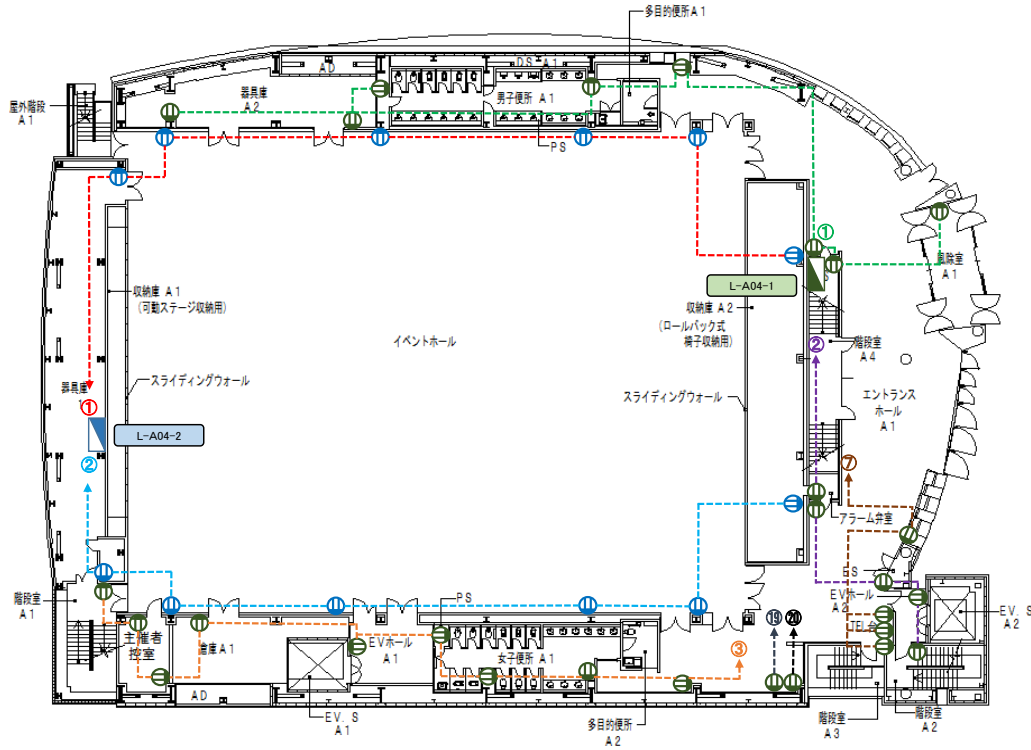 多目的便所A1
AD
DS A1
屋外階段
A1
器具庫
A2
男子便所 A1
PS
①
風除室
A1
L-A04-1
収納庫 A1
(可動ステージ収納用)
収納庫 A2
(ロールバック式
椅子収納用)
イベントホール
②
階段室
A4
スライディングウォール
スライディングウォール
エントランス
ホール
A1
器具庫
①
L-A04-2
②
⑦
アラーム弁室
ES
EVホール
A2
階段室
A1
PS
TEL台
EV.S
A2
主催者
控室
倉庫A1
EVホール
A1
女子便所 A1
③
⑲
⑳
AD
EV.S
A1
多目的便所
A2
階段室
A3
階段室
A2